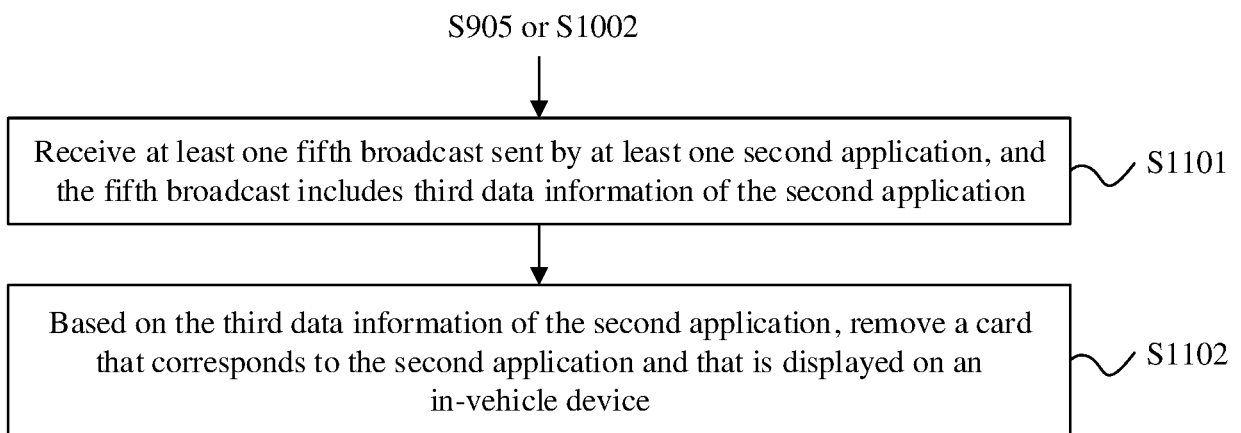 S905 or S1002
Receive at least one fifth broadcast sent by at least one second application, and
the fifth broadcast includes third data information of the second application
S1101
Based on the third data information of the second application, remove a card
that corresponds to the second application and that is displayed on an
in-vehicle device
S1102